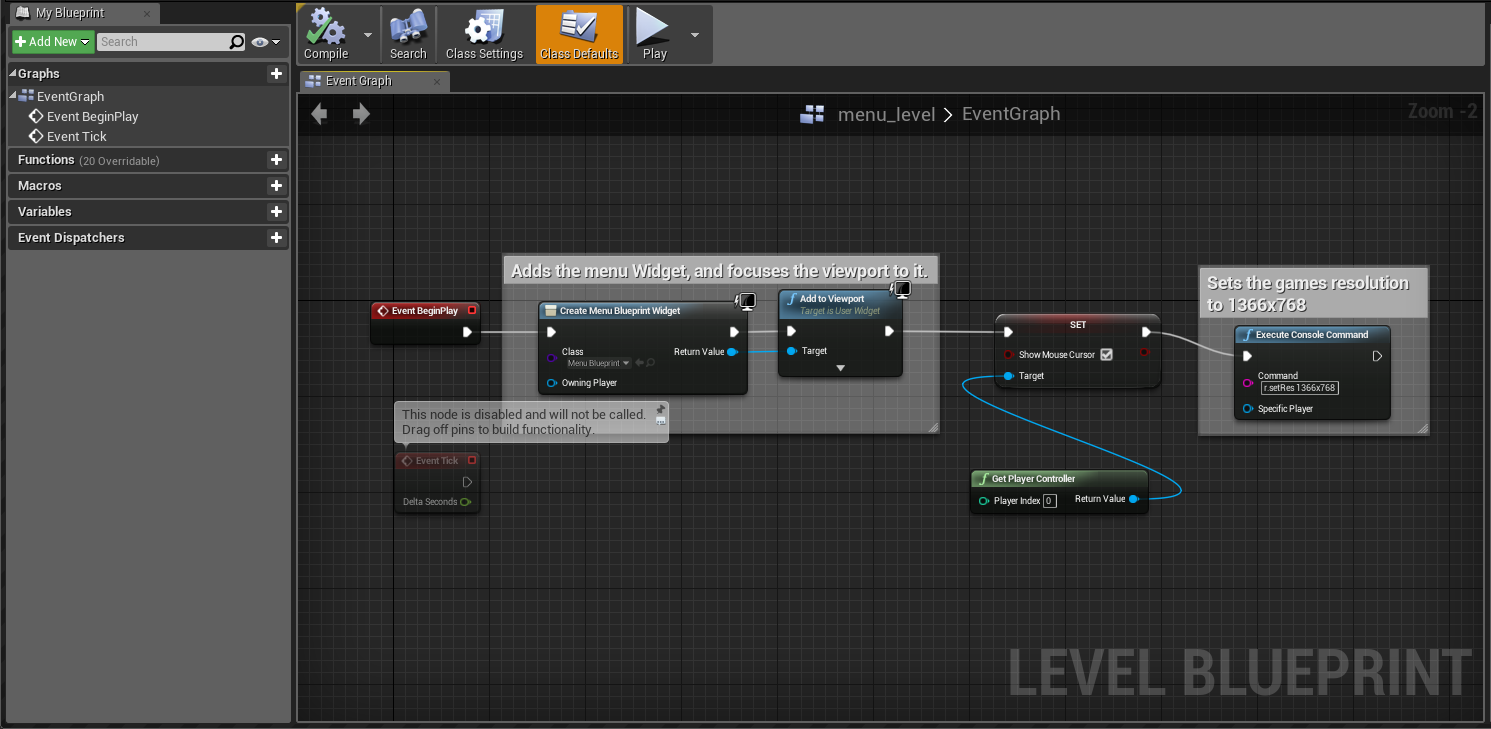 My Blueprint
Add New
Search
Graphs
EventGraph
Event BeginPlay
Event Tick
Functions (20 Overridable)
Macros
Variables
Event Dispatchers
Compile
Search
Class Settings
Class Defaults
Play
Event Graph
menu_level > EventGraph
Zoom -2
Adds the menu Widget, and focuses the viewport to it.
Event BeginPlay
Create Menu Blueprint Widget
Class
Menu Blueprint
Return Value
Owning Player
Add to Viewport
Target is User Widget
Target
SET
Show Mouse Cursor
Target
Sets the games resolution
to 1366x768
Execute Console Command
Command
r.setRes 1366x768
Specific Player
This node is disabled and will not be called.
Drag off pins to build functionality.
Event Tick
Delta Seconds
Get Player Controller
Player Index 0
Return Value
LEVEL BLUEPRINT